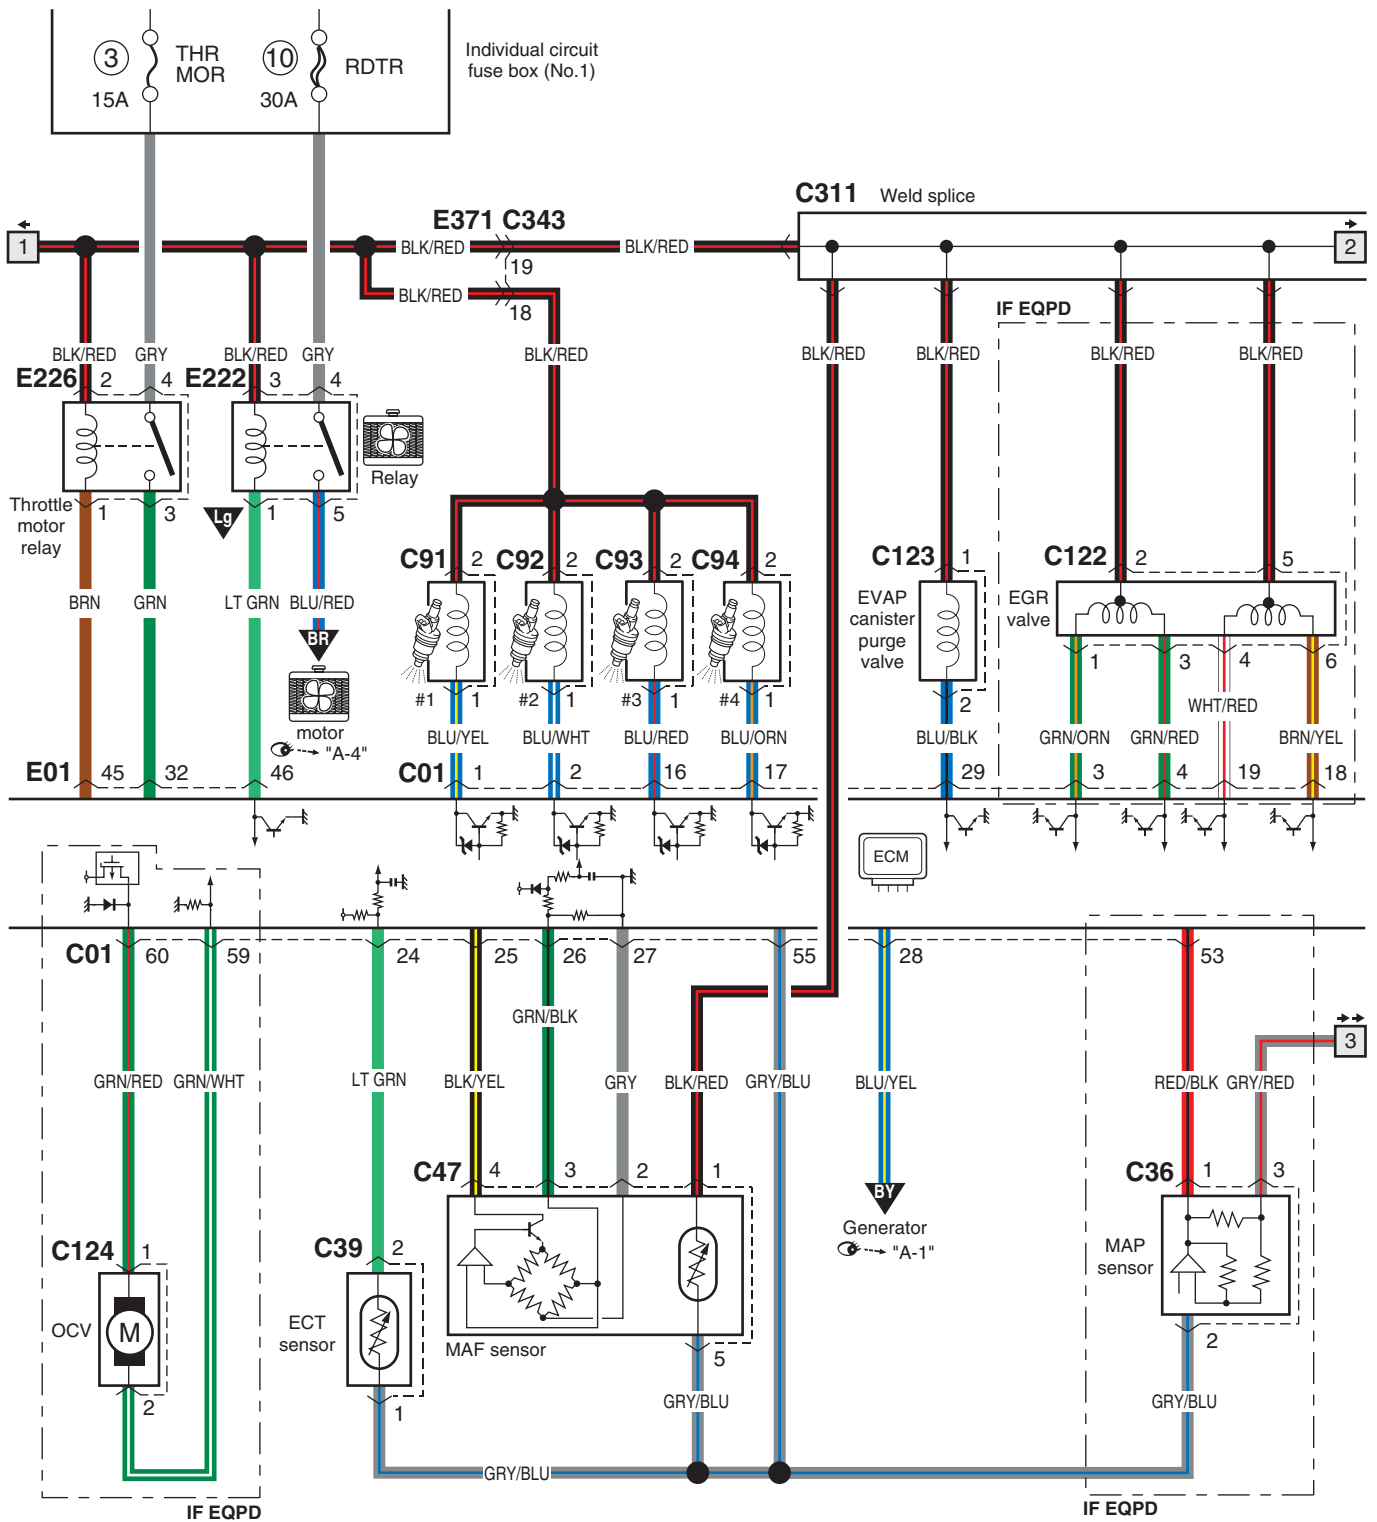 3
THR
MOR
15A
10
RDTR
30A
Individual circuit
fuse box (No.1)
C311 Weld splice
E371 C343
1
BLK/RED
BLK/RED
2
19
BLK/RED
18
IF EQPD
BLK/RED GRY BLK/RED GRY
BLK/RED
BLK/RED BLK/RED BLK/RED BLK/RED
E226 2 4 E222 3 4
Relay
Throttle
motor
relay
1 3 Lg 1 5
C91 2 C92 2 C93 2 C94 2
C123 1 C122 2 5
EVAP
canister
purge
valve
EGR
valve
BRN GRN LT GRN BLU/RED
BR
1 3 4 6
#1 1 #2 1 #3 1 #4 1
2
WHT/RED
motor
"A-4"
BLU/YEL BLU/WHT BLU/RED BLU/ORN BLU/BLK GRN/ORN GRN/RED BRN/YEL
E01 45 32 46 C01 1 2 16 17 29 3 4 19 18
ECM
C01 60 59 24 25 26 27 55 28 53
GRN/BLK
3
GRN/RED GRN/WHT LT GRN BLK/YEL GRY BLK/RED GRY/BLU BLU/YEL RED/BLK GRY/RED
C47 4 3 2 1
BY
C36 1 3
Generator
"A-1"
C124 1 C39 2
MAP
sensor
OCV M
ECT
sensor
MAF sensor
5
2
2
1
GRY/BLU
GRY/BLU
GRY/BLU
IF EQPD
IF EQPD